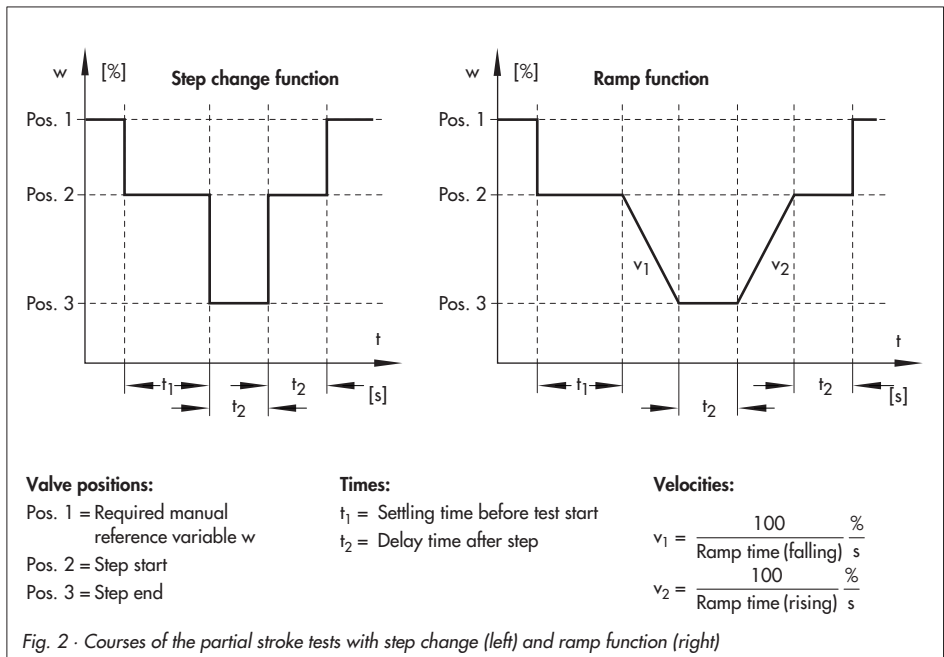 w [%] Step change function
Pos. 1
Pos. 2
Pos. 3
t
t1 t2 [s]
t2
w [%] Ramp function
Pos. 1
Pos. 2
v1 v2
Pos. 3
t
t1 t2 [s]
t2
Valve positions:
Pos. 1 = Required manual
reference variable w
Pos. 2 = Step start
Pos. 3 = Step end
Times:
t1 = Settling time before test start
t2 = Delay time after step
Velocities:
v1 = 100 / Ramp time (falling) % / s
v2 = 100 / Ramp time (rising) % / s
Fig. 2 · Courses of the partial stroke tests with step change (left) and ramp function (right)